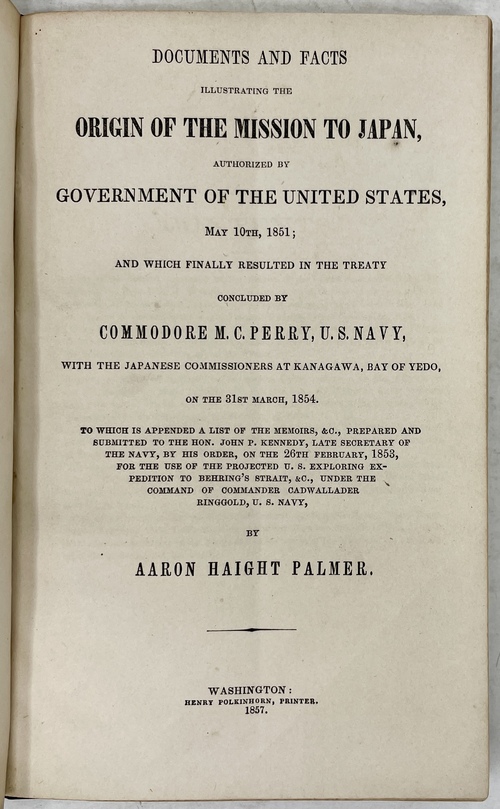 DOCUMENTS AND FACTS
ILLUSTRATING THE
ORIGIN OF THE MISSION TO JAPAN,
AUTHORIZED BY
GOVERNMENT OF THE UNITED STATES,
MAY 10TH, 1851;
AND WHICH FINALLY RESULTED IN THE TREATY
CONCLUDED BY
COMMODORE M. C. PERRY, U. S. NAVY,
WITH THE JAPANESE COMMISSIONERS AT KANAGAWA, BAY OF YEDO,
ON THE 31ST MARCH, 1854.
TO WHICH IS APPENDED A LIST OF THE MEMOIRS, &C., PREPARED AND
SUBMITTED TO THE HON. JOHN P. KENNEDY, LATE SECRETARY OF
THE NAVY, BY HIS ORDER, ON THE 26TH FEBRUARY, 1853,
FOR THE USE OF THE PROJECTED U. S. EXPLORING EX-
PEDITION TO BEHRING'S STRAIT, &C., UNDER THE
COMMAND OF COMMANDER CADWALLADER
RINGGOLD, U. S. NAVY,
BY
AARON HAIGHT PALMER.
WASHINGTON:
HENRY POLKINHORN, PRINTER.
1857.